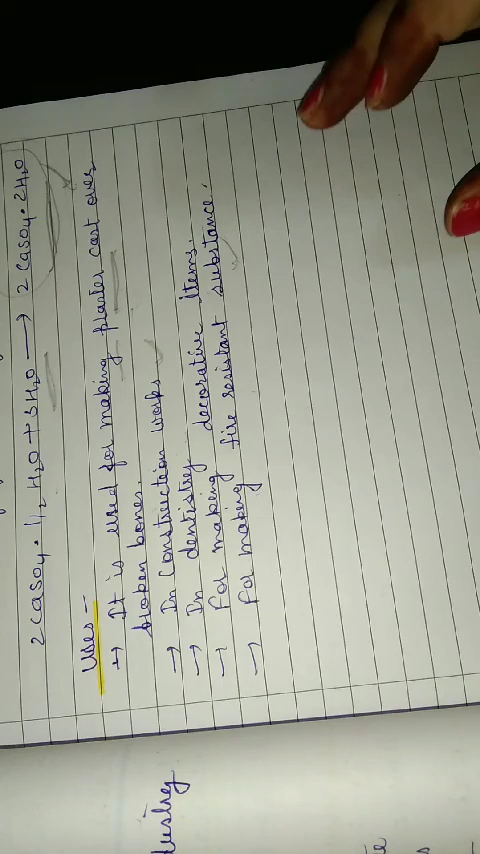 2CaSO4·1/2H2O+3H2O⟶2CaSO4·2H2O
Uses-
→ It is used for making plaster cast over
broken bones.
→ In construction works
→ In dentistry
→ For making decorative items.
→ For making fire resistant substance.
dustry